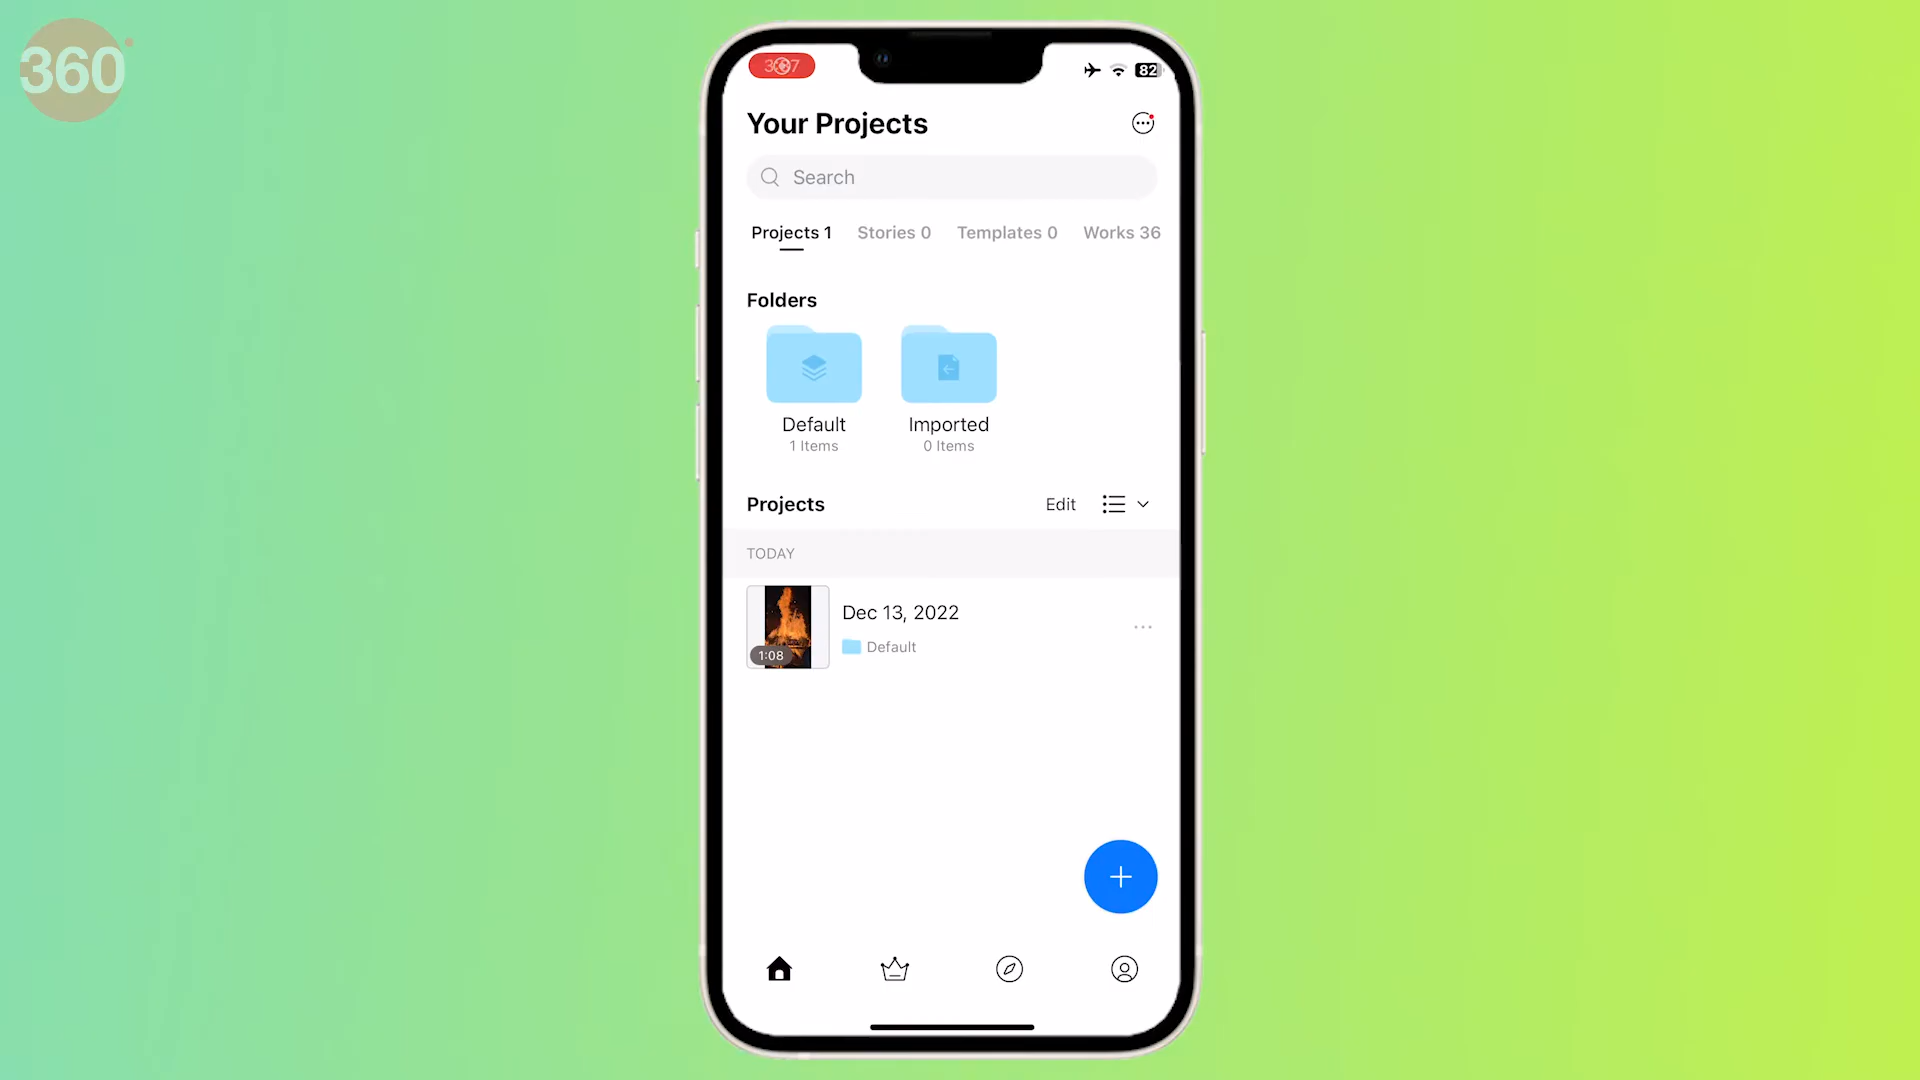 360
82
Your Projects
Search
Projects 1 Stories 0 Templates 0 Works 36
Folders
Default Imported
1 Items 0 Items
Projects Edit
TODAY
Dec 13, 2022
1:08 Default